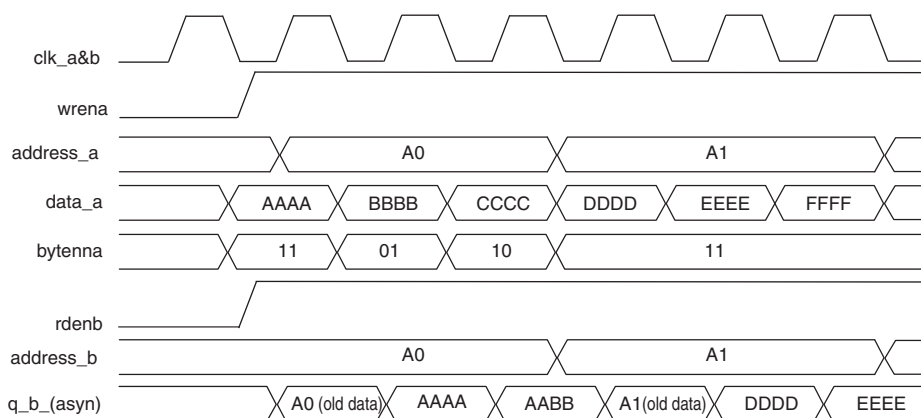 clk_a&b
wrena
address_a A0 A1
data_a AAAA BBBB CCCC DDDD EEEE FFFF
bytenna 11 01 10 11
rdenb
address_b A0 A1
q_b_(asyn) A0 (old data) AAAA AABB A1(old data) DDDD EEEE